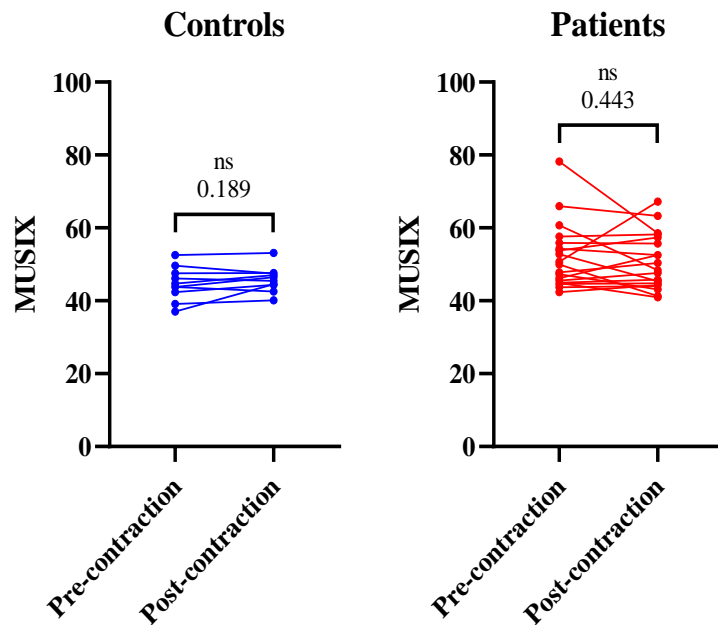 Controls
MUSIX
100
80
60
40
20
0
ns
0.189
Pre-contraction
Post-contraction
Patients
MUSIX
100
80
60
40
20
0
ns
0.443
Pre-contraction
Post-contraction